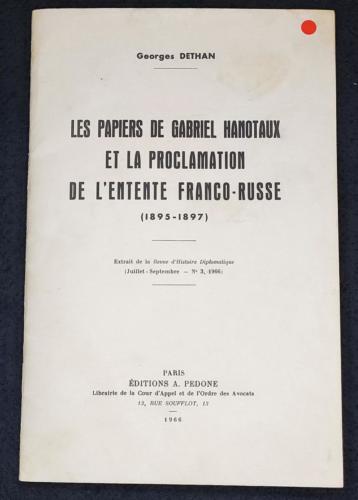 Georges DETHAN
LES PAPIERS DE GABRIEL HANOTAUX
ET LA PROCLAMATION
DE L'ENTENTE FRANCO-RUSSE
(1895-1897)
Extrait de la Revue d'Histoire Diplomatique
(Juillet-Septembre — N° 3, 1966)
PARIS
ÉDITIONS A. PEDONE
Librairie de la Cour d'Appel et de l'Ordre des Avocats
13, RUE SOUFFLOT, 13
1966